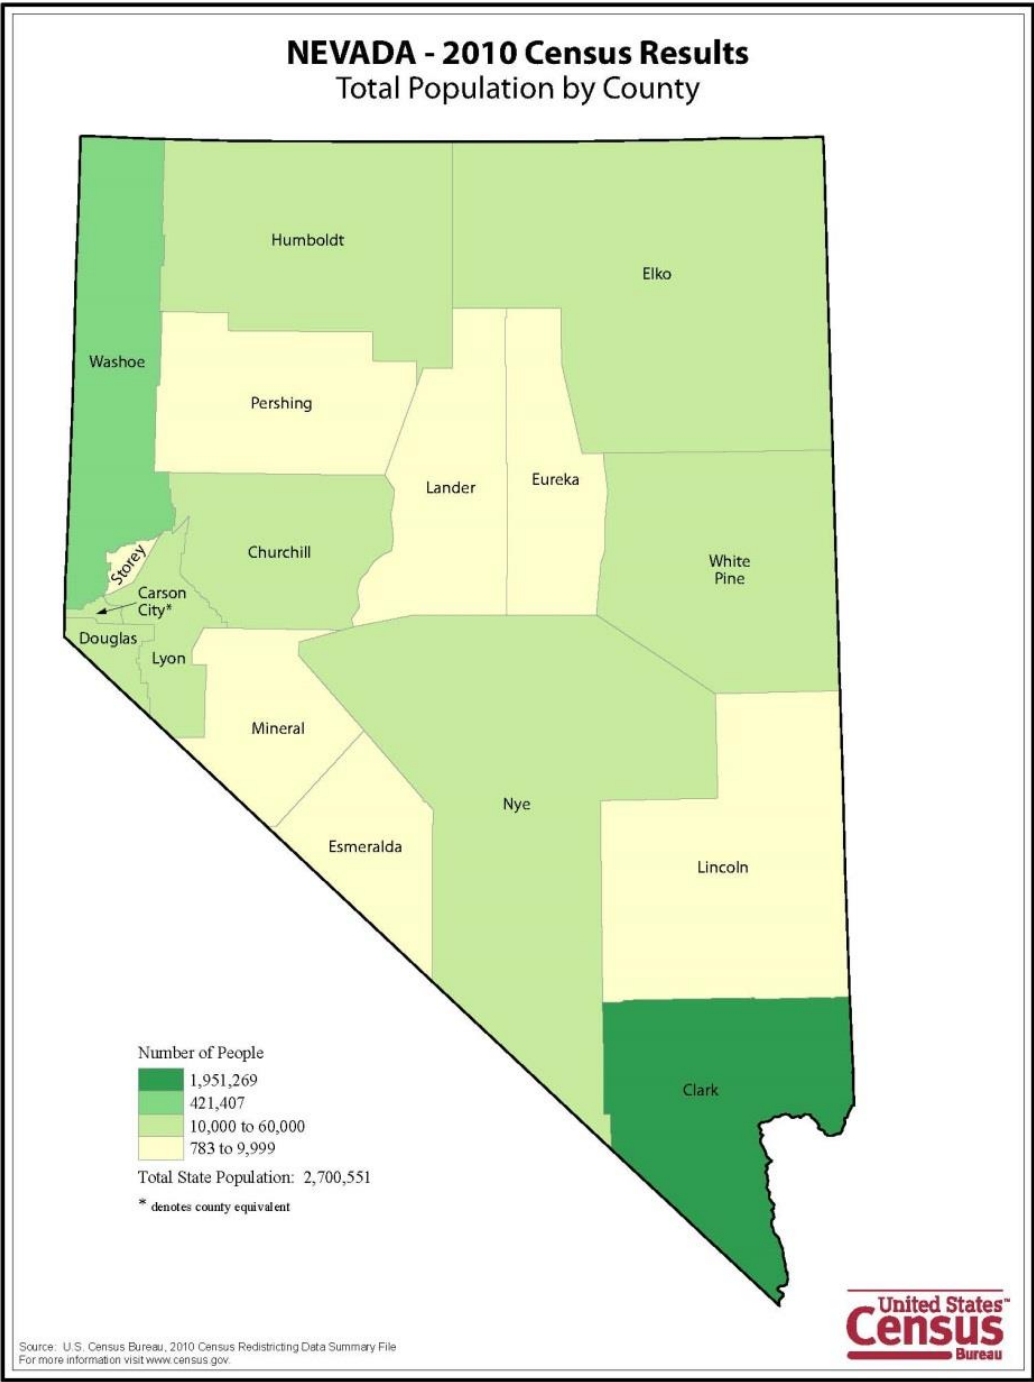 NEVADA - 2010 Census Results
Total Population by County
Humboldt
Elko
Washoe
Pershing
Lander
Eureka
Storey
Churchill
White
Pine
Carson
City*
Douglas
Lyon
Mineral
Nye
Esmeralda
Lincoln
Clark
Number of People
1,951,269
421,407
10,000 to 60,000
783 to 9,999
Total State Population: 2,700,551
* denotes county equivalent
United States™
Census
Bureau
Source: U.S. Census Bureau, 2010 Census Redistricting Data Summary File
For more information visit www.census.gov.